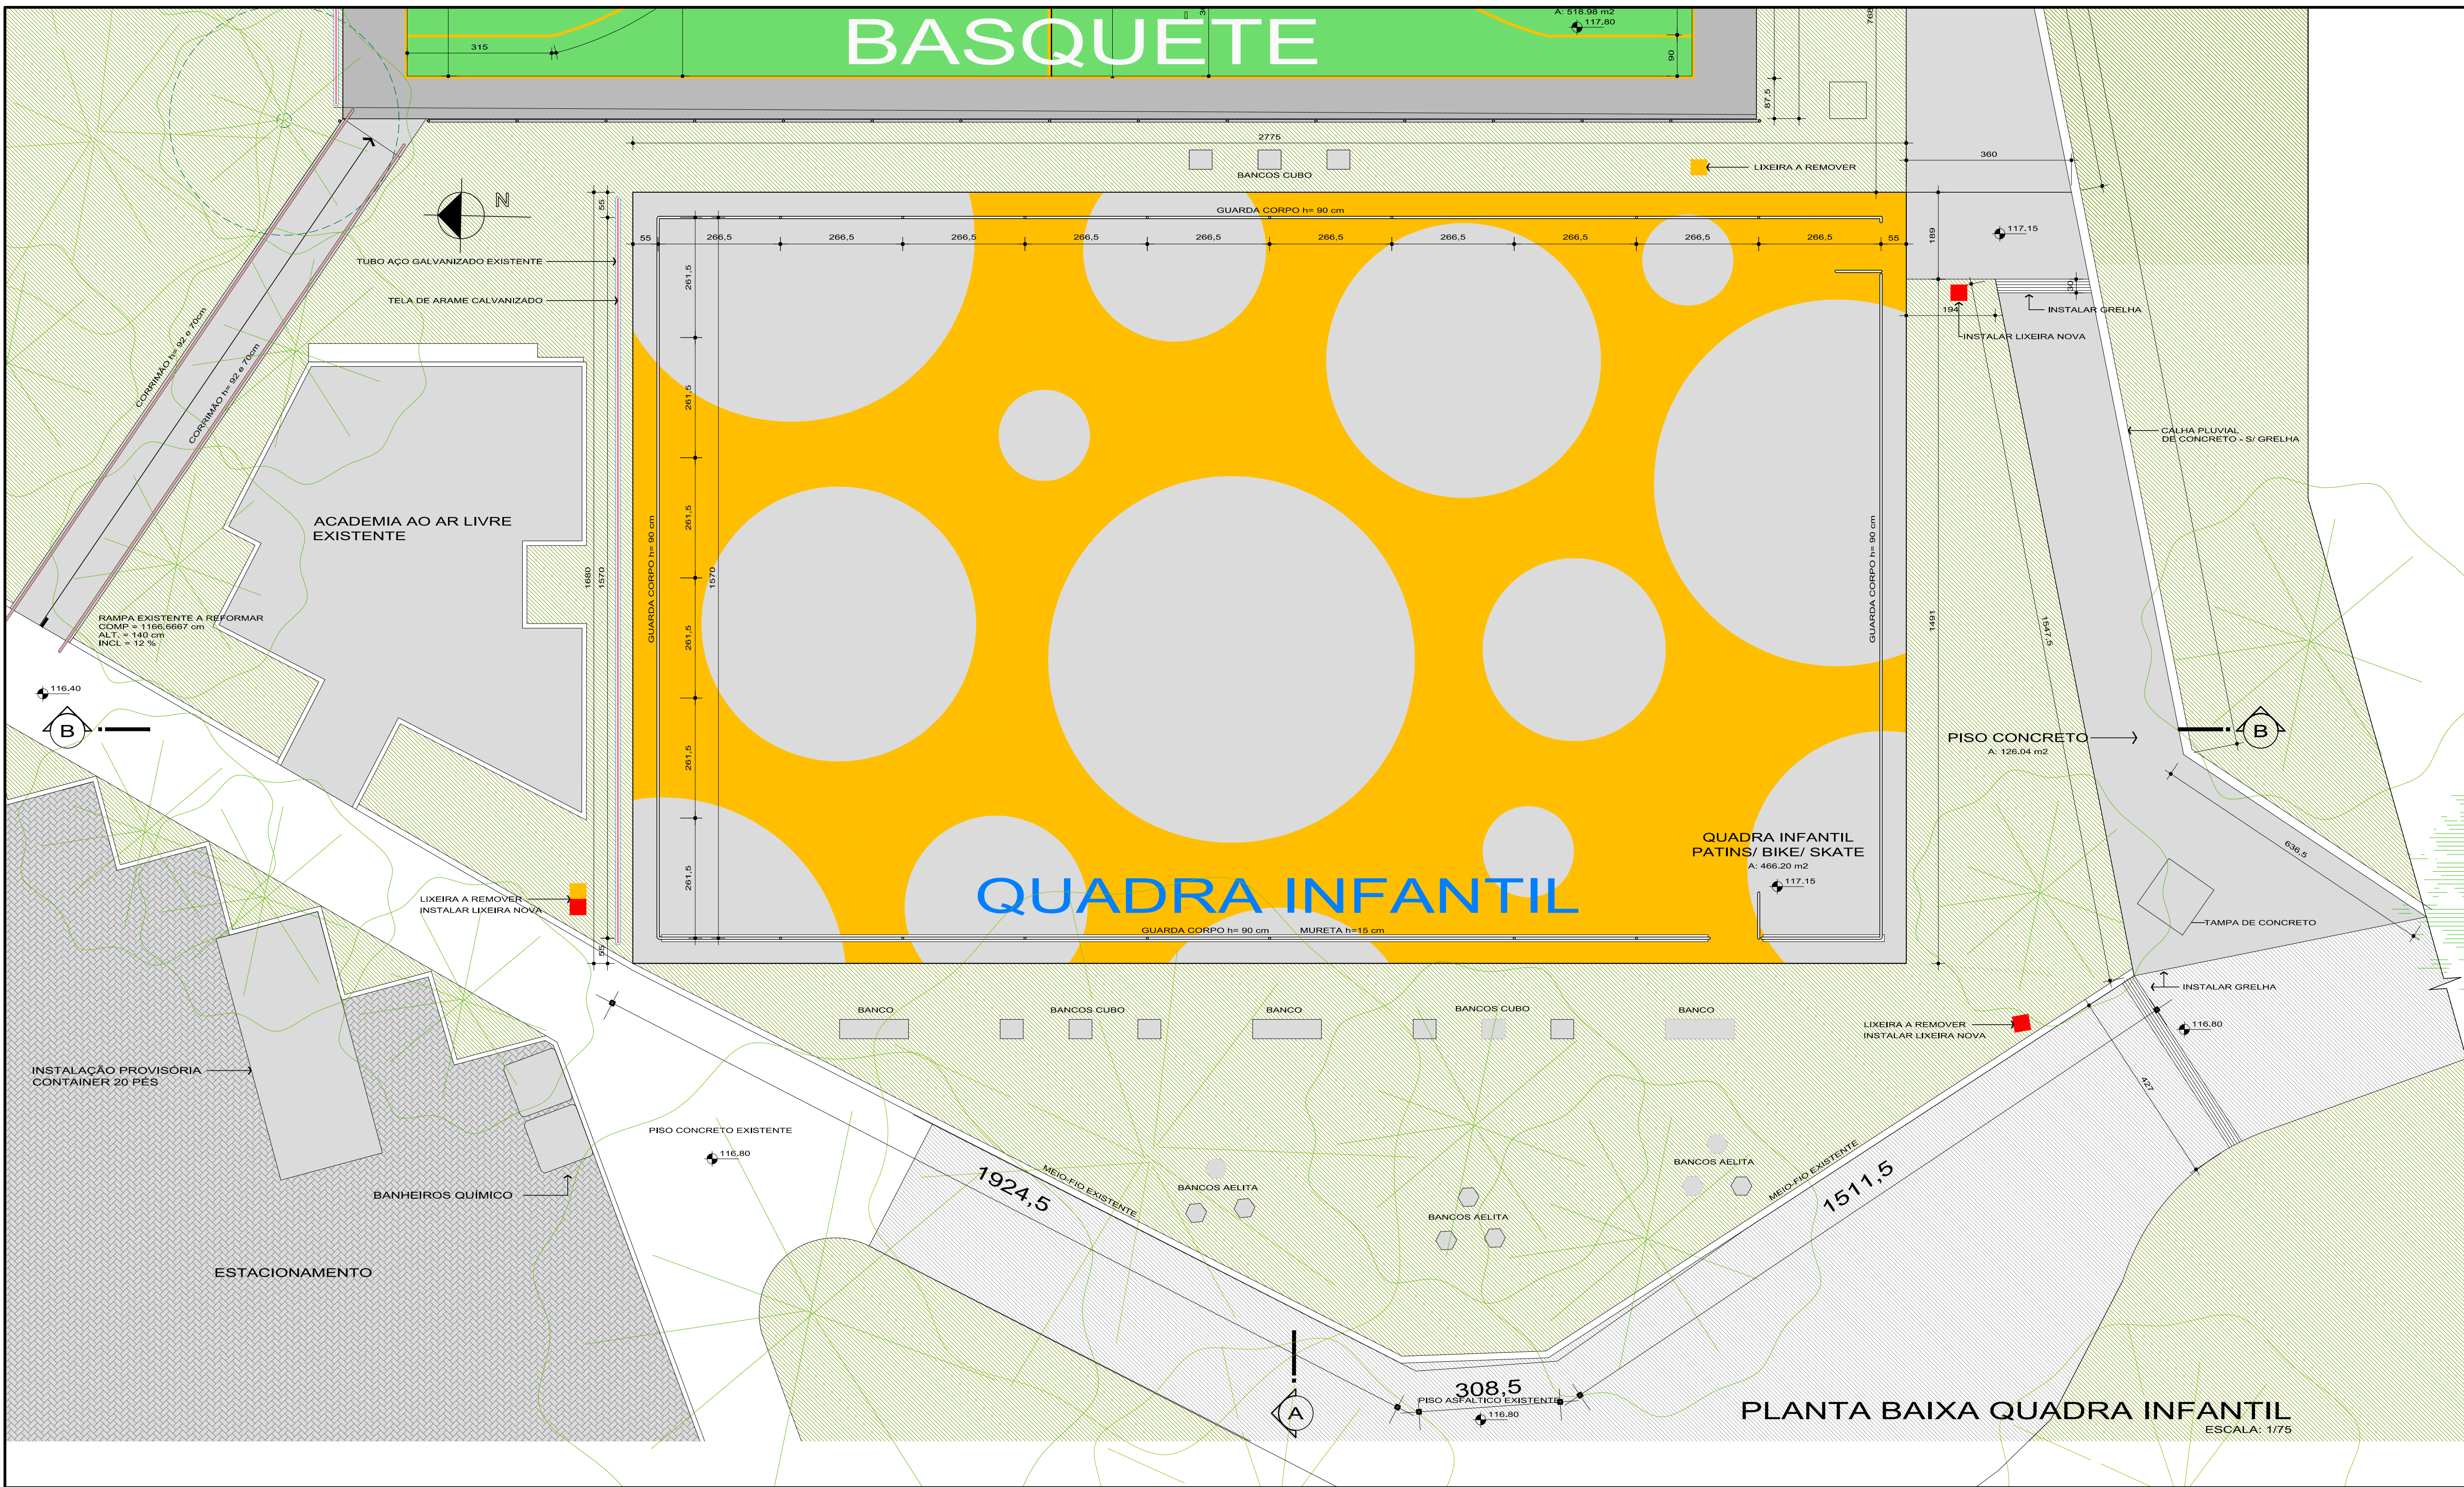 BASQUETE
A: 518.98 m2
117.80
315
90
87,5
768
2775
360
BANCOS CUBO
LIXEIRA A REMOVER
N
55
GUARDA CORPO h= 90 cm
55
266,5
266,5
266,5
266,5
266,5
266,5
266,5
266,5
266,5
266,5
55
189
117.15
TUBO AÇO GALVANIZADO EXISTENTE
TELA DE ARAME CALVANIZADO
261,5
261,5
261,5
261,5
261,5
261,5
30
INSTALAR GRELHA
194
INSTALAR LIXEIRA NOVA
CORRIMÃO h= 92 e 70cm
CORRIMÃO h= 92 e 70cm
CALHA PLUVIAL
DE CONCRETO - S/ GRELHA
ACADEMIA AO AR LIVRE
EXISTENTE
1680
1570
GUARDA CORPO h= 90 cm
1570
GUARDA CORPO h= 90 cm
1491
1547,5
RAMPA EXISTENTE A REFORMAR
COMP = 1166,6667 cm
ALT. = 140 cm
INCL = 12 %
116.40
B
B
PISO CONCRETO
A: 126.04 m2
QUADRA INFANTIL
PATINS/ BIKE/ SKATE
A: 466.20 m2
117.15
636,5
LIXEIRA A REMOVER
INSTALAR LIXEIRA NOVA
QUADRA INFANTIL
TAMPA DE CONCRETO
GUARDA CORPO h= 90 cm
MURETA h=15 cm
55
INSTALAR GRELHA
BANCO
BANCOS CUBO
BANCO
BANCOS CUBO
BANCO
LIXEIRA A REMOVER
INSTALAR LIXEIRA NOVA
116.80
INSTALAÇÃO PROVISÓRIA
CONTAINER 20 PÉS
427
PISO CONCRETO EXISTENTE
116.80
BANHEIROS QUÍMICO
1924,5
MEIO-FIO EXISTENTE
BANCOS AELITA
BANCOS AELITA
BANCOS AELITA
MEIO-FIO EXISTENTE
1511,5
ESTACIONAMENTO
308,5
PISO ASFALTICO EXISTENTE
116.80
A
PLANTA BAIXA QUADRA INFANTIL
ESCALA: 1/75